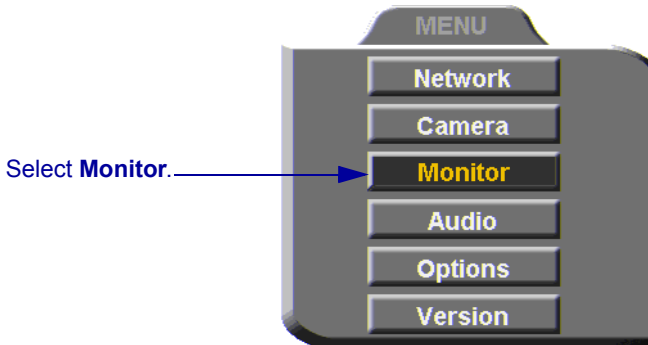 MENU
Network
Camera
Select Monitor.
Monitor
Audio
Options
Version